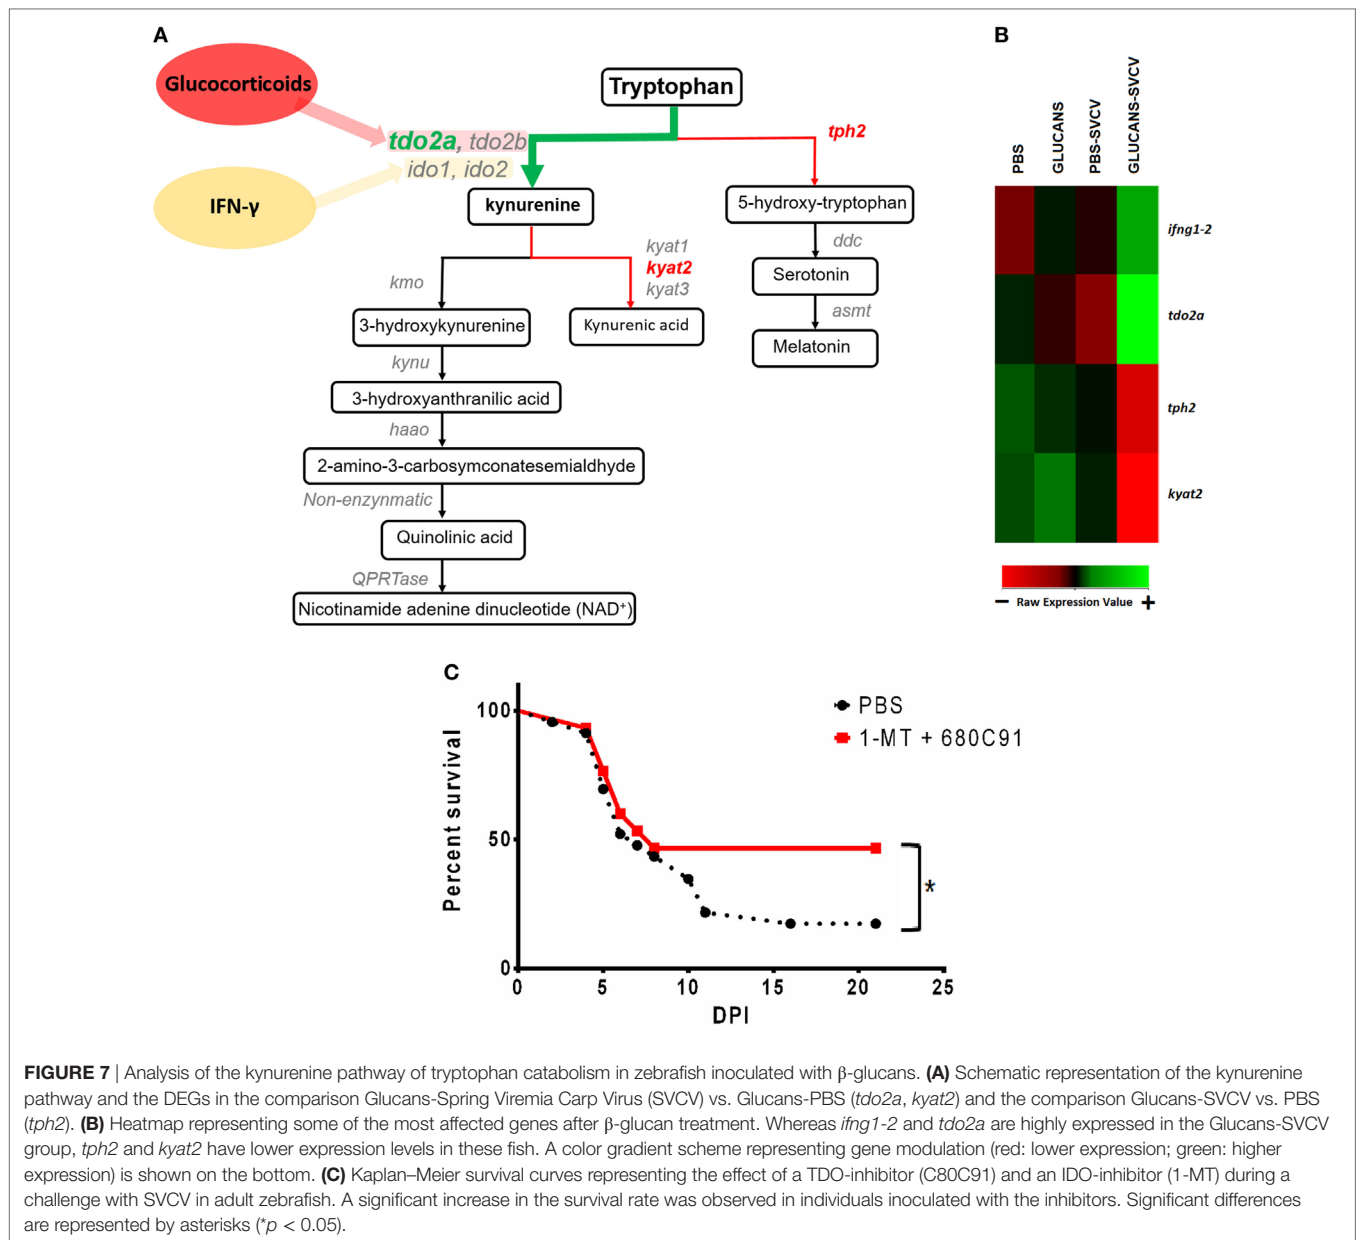 A
Glucocorticoids
Tryptophan
tph2
tdo2a, tdo2b
ido1, ido2
IFN-γ
kynurenine
5-hydroxy-tryptophan
kyat1
kyat2
kyat3
ddc
kmo
Serotonin
asmt
3-hydroxykynurenine
Kynurenic acid
Melatonin
kynu
3-hydroxyanthranilic acid
haao
2-amino-3-carbosymconatesemialdhyde
Non-enzynmatic
Quinolinic acid
QPRTase
Nicotinamide adenine dinucleotide (NAD+)
B
PBS
GLUCANS
PBS-SVCV
GLUCANS-SVCV
ifng1-2
tdo2a
tph2
kyat2
− Raw Expression Value +
C
Percent survival
100
50
0
0 5 10 15 20 25
DPI
PBS
1-MT + 680C91
*
FIGURE 7 | Analysis of the kynurenine pathway of tryptophan catabolism in zebrafish inoculated with β-glucans. (A) Schematic representation of the kynurenine
pathway and the DEGs in the comparison Glucans-Spring Viremia Carp Virus (SVCV) vs. Glucans-PBS (tdo2a, kyat2) and the comparison Glucans-SVCV vs. PBS
(tph2). (B) Heatmap representing some of the most affected genes after β-glucan treatment. Whereas ifng1-2 and tdo2a are highly expressed in the Glucans-SVCV
group, tph2 and kyat2 have lower expression levels in these fish. A color gradient scheme representing gene modulation (red: lower expression; green: higher
expression) is shown on the bottom. (C) Kaplan–Meier survival curves representing the effect of a TDO-inhibitor (C80C91) and an IDO-inhibitor (1-MT) during a
challenge with SVCV in adult zebrafish. A significant increase in the survival rate was observed in individuals inoculated with the inhibitors. Significant differences
are represented by asterisks (*p < 0.05).